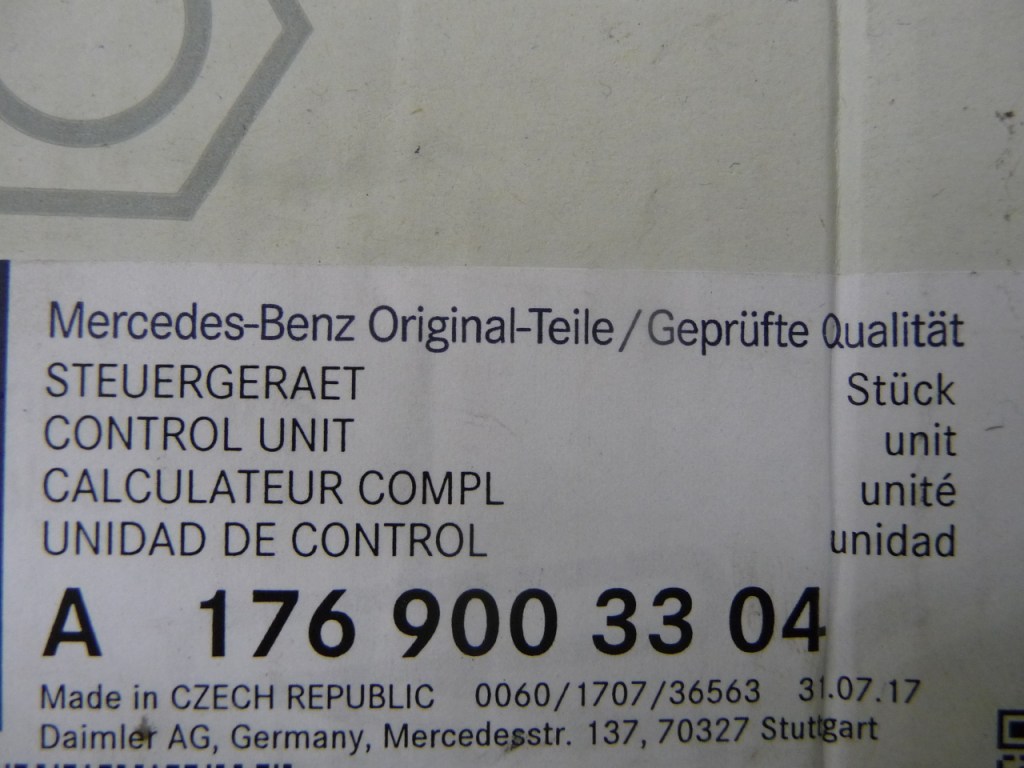 Mercedes-Benz Original-Teile/Geprüfte Qualität
STEUERGERAET Stück
CONTROL UNIT unit
CALCULATEUR COMPL unité
UNIDAD DE CONTROL unidad
A 176 900 33 04
Made in CZECH REPUBLIC 0060/1707/36563 31.07.17
Daimler AG, Germany, Mercedesstr. 137, 70327 Stuttgart